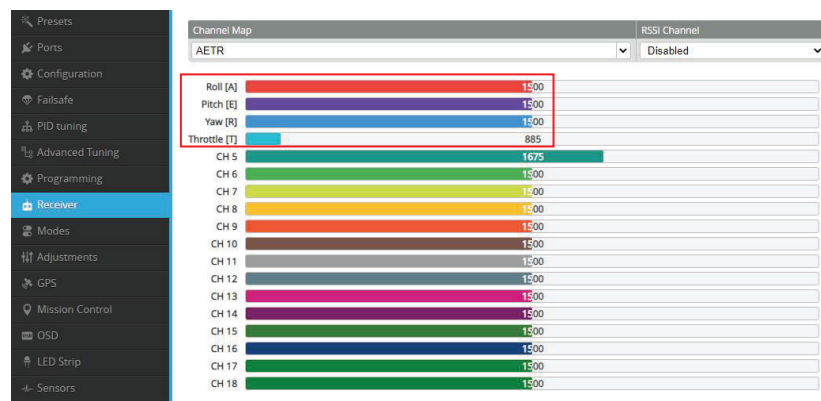 Presets
Ports
Configuration
Failsafe
PID tuning
Advanced Tuning
Programming
Receiver
Modes
Adjustments
GPS
Mission Control
OSD
LED Strip
Sensors
Channel Map
RSSI Channel
AETR
Disabled
Roll [A] 1500
Pitch [E] 1500
Yaw [R] 1500
Throttle [T] 885
CH 5 1675
CH 6 1500
CH 7 1500
CH 8 1500
CH 9 1500
CH 10 1500
CH 11 1500
CH 12 1500
CH 13 1500
CH 14 1500
CH 15 1500
CH 16 1500
CH 17 1500
CH 18 1500